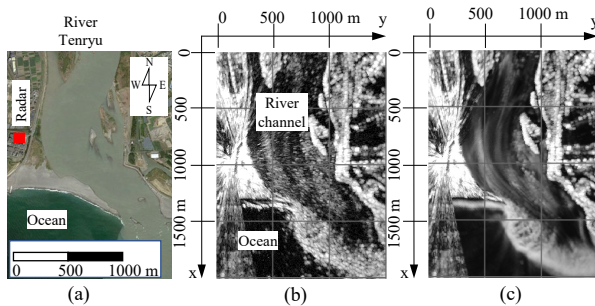 River
Tenryu
Radar
N
W E
S
Ocean
0 500 1000 m
(a)
0 500 1000 m y
0
500
1000
1500 m
x
River
channel
Ocean
(b)
0 500 1000 m y
0
500
1000
1500 m
x
(c)